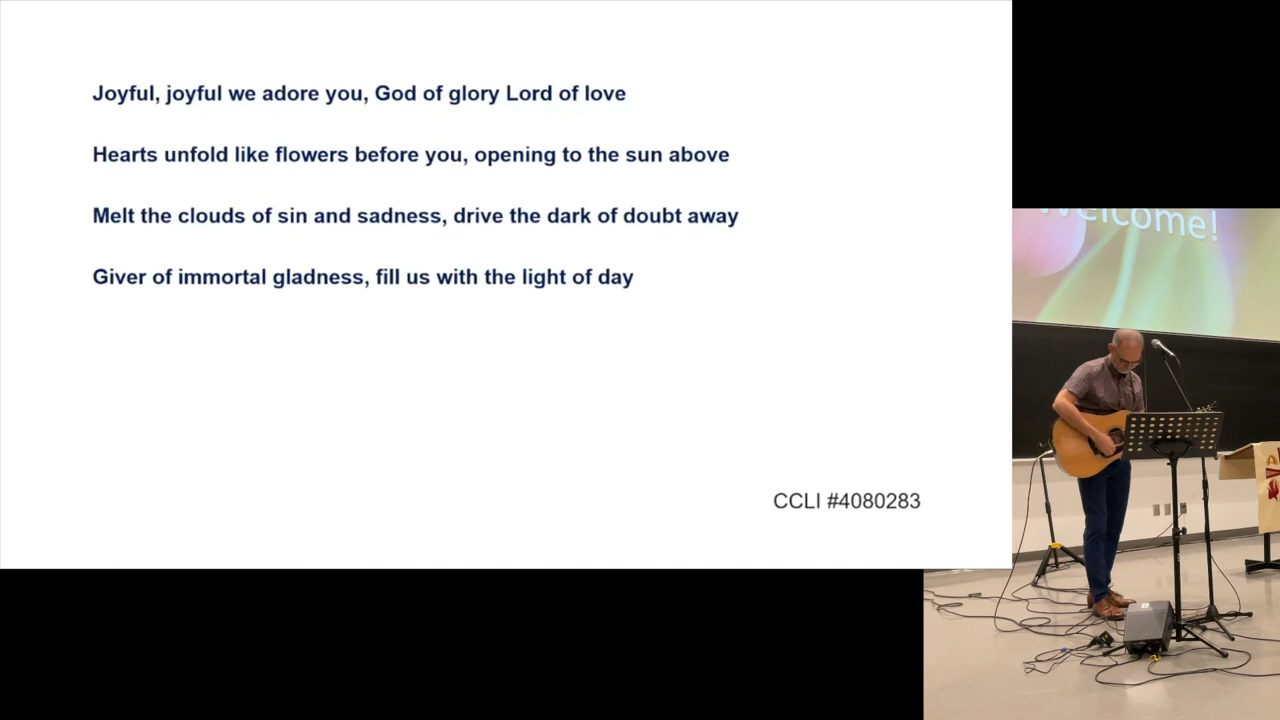 Joyful, joyful we adore you, God of glory Lord of love
Hearts unfold like flowers before you, opening to the sun above
Melt the clouds of sin and sadness, drive the dark of doubt away
Giver of immortal gladness, fill us with the light of day
CCLI #4080283
Welcome!